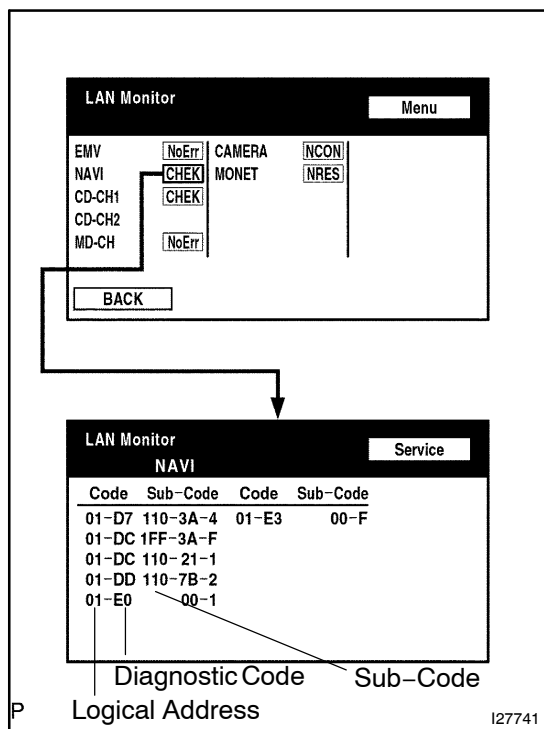 LAN Monitor
Menu
EMV NoErr CAMERA NCON
NAVI CHEK MONET NRES
CD-CH1 CHEK
CD-CH2
MD-CH NoErr
BACK
LAN Monitor
NAVI
Service
Code Sub-Code Code Sub-Code
01-D7 110-3A-4 01-E3 00-F
01-DC 1FF-3A-F
01-DC 110-21-1
01-DD 110-7B-2
01-E0 00-1
Diagnostic Code
Sub-Code
Logical Address
P
I27741